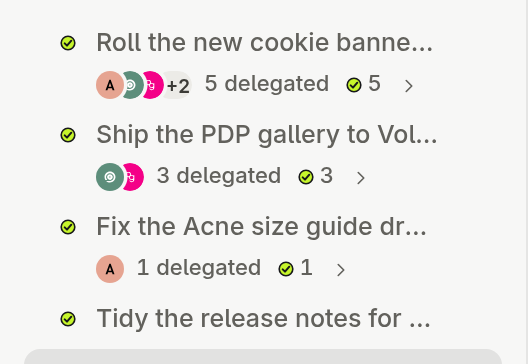 Roll the new cookie banne...
A +2 5 delegated 5
Ship the PDP gallery to Vol...
3 delegated 3
Fix the Acne size guide dr...
A 1 delegated 1
Tidy the release notes for ...